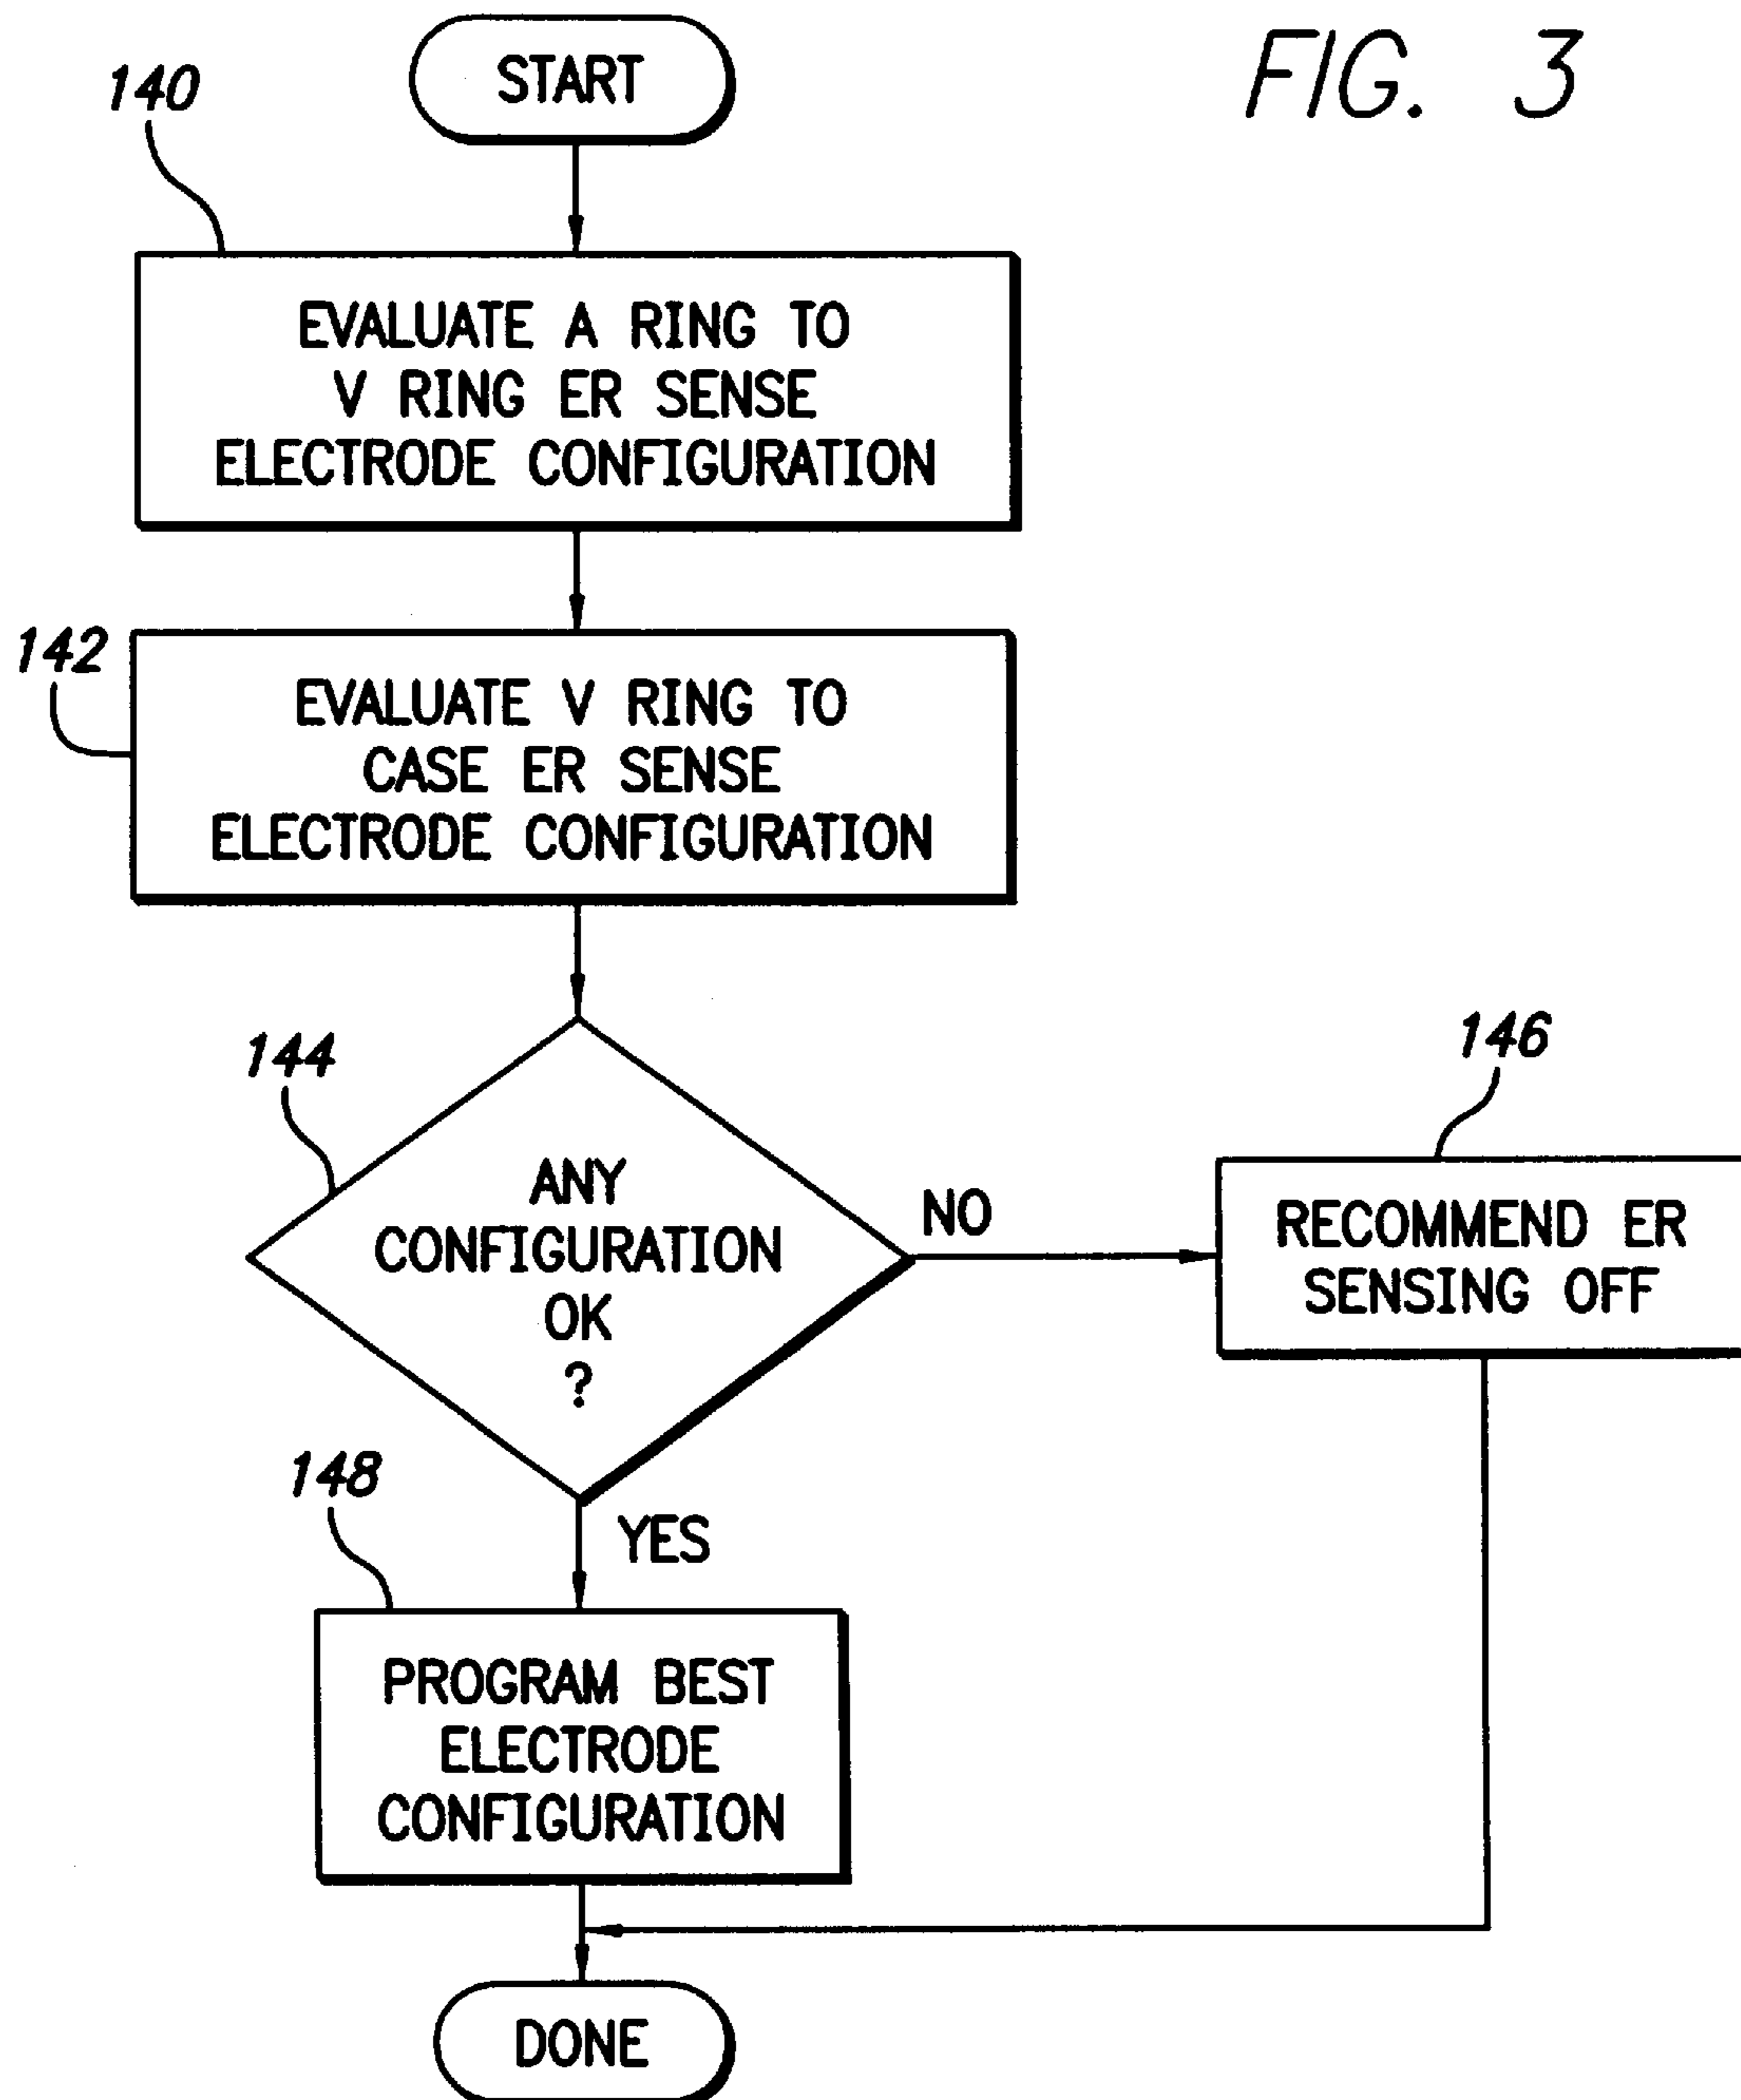 FIG. 3
START
140
EVALUATE A RING TO
V RING ER SENSE
ELECTRODE CONFIGURATION
142
EVALUATE V RING TO
CASE ER SENSE
ELECTRODE CONFIGURATION
144
ANY
CONFIGURATION
OK
?
NO
146
RECOMMEND ER
SENSING OFF
YES
148
PROGRAM BEST
ELECTRODE
CONFIGURATION
DONE